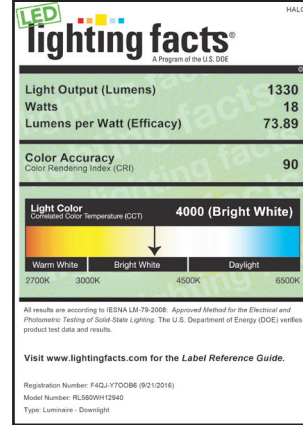 LED
HALO
lighting facts®
A Program of the U.S. DOE
Light Output (Lumens) 1330
Watts 18
Lumens per Watt (Efficacy) 73.89
Color Accuracy
Color Rendering Index (CRI) 90
Light Color
Correlated Color Temperature (CCT) 4000 (Bright White)
Warm White Bright White Daylight
2700K 3000K 4500K 6500K
All results are according to IESNA LM-79-2008: Approved Method for the Electrical and
Photometric Testing of Solid-State Lighting. The U.S. Department of Energy (DOE) verifies
product test data and results.
Visit www.lightingfacts.com for the Label Reference Guide.
Registration Number: F4QJ-Y7OOB6 (9/21/2016)
Model Number: RL560WH12940
Type: Luminaire - Downlight